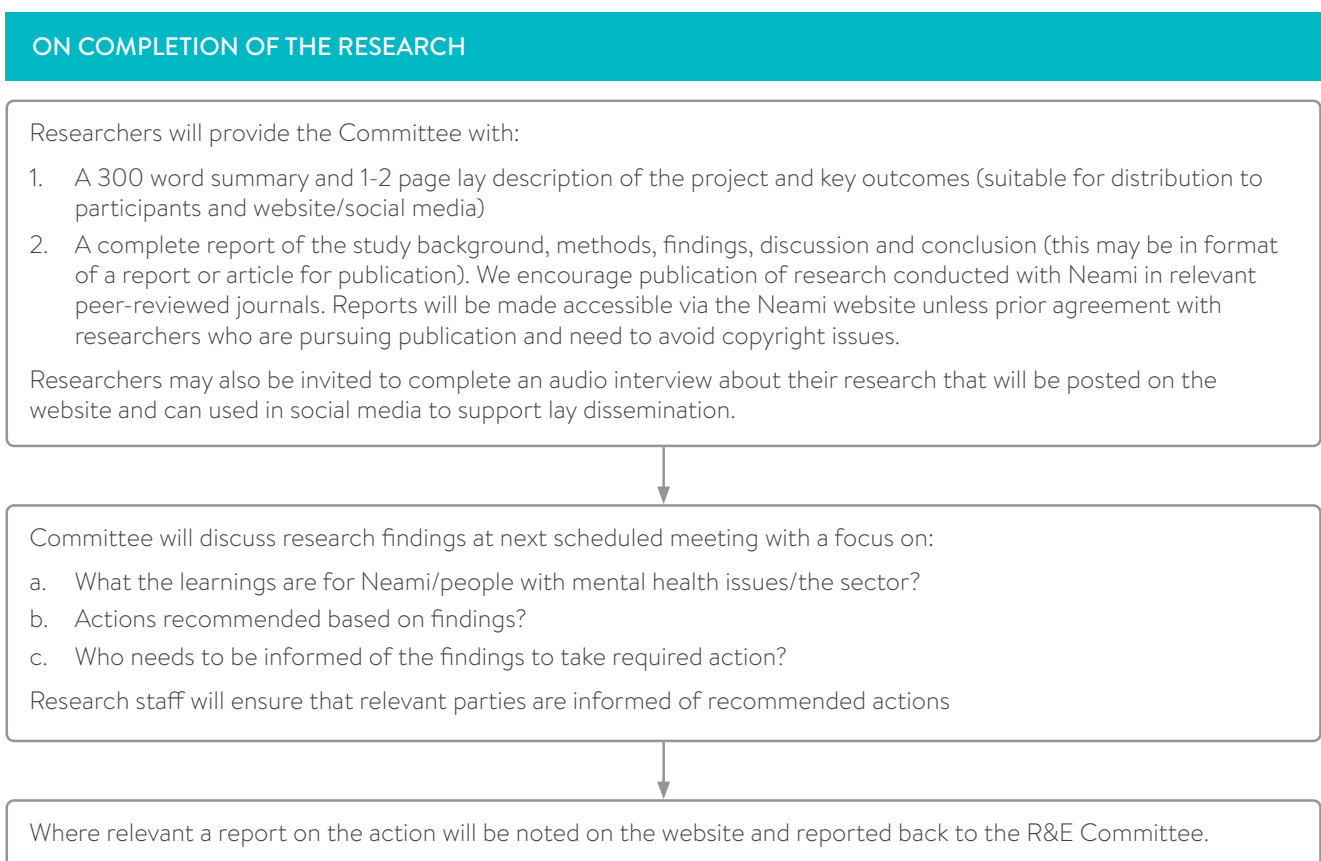 ON COMPLETION OF THE RESEARCH
Researchers will provide the Committee with:
1. A 300 word summary and 1-2 page lay description of the project and key outcomes (suitable for distribution to
participants and website/social media)
2. A complete report of the study background, methods, findings, discussion and conclusion (this may be in format
of a report or article for publication). We encourage publication of research conducted with Neami in relevant
peer-reviewed journals. Reports will be made accessible via the Neami website unless prior agreement with
researchers who are pursuing publication and need to avoid copyright issues.
Researchers may also be invited to complete an audio interview about their research that will be posted on the
website and can used in social media to support lay dissemination.
Committee will discuss research findings at next scheduled meeting with a focus on:
a. What the learnings are for Neami/people with mental health issues/the sector?
b. Actions recommended based on findings?
c. Who needs to be informed of the findings to take required action?
Research staff will ensure that relevant parties are informed of recommended actions
Where relevant a report on the action will be noted on the website and reported back to the R&E Committee.